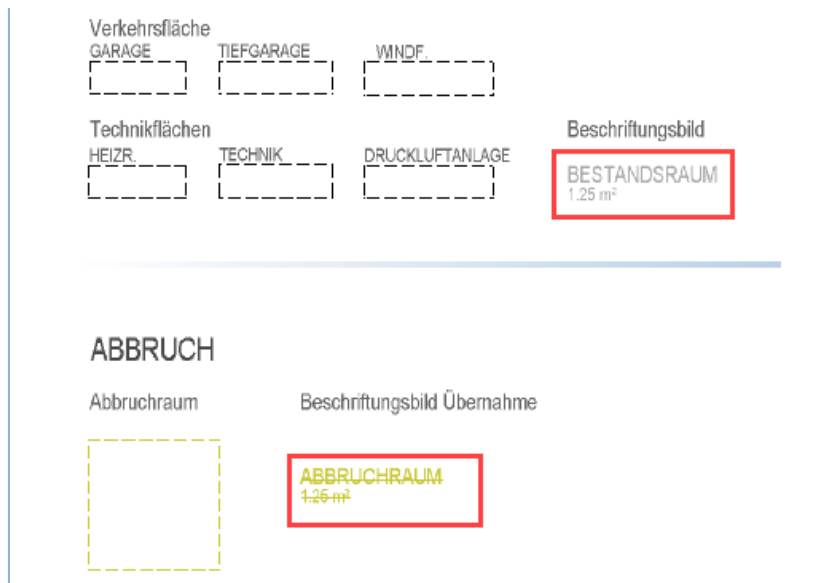 Verkehrsfläche
GARAGE TIEFGARAGE WINDF.
Technikflächen Beschriftungsbild
HEIZR. TECHNIK DRUCKLUFTANLAGE
BESTANDSRAUM
1.25 m²
ABBRUCH
Abbruchraum Beschriftungsbild Übernahme
ABBRUCHRAUM
1.25 m²